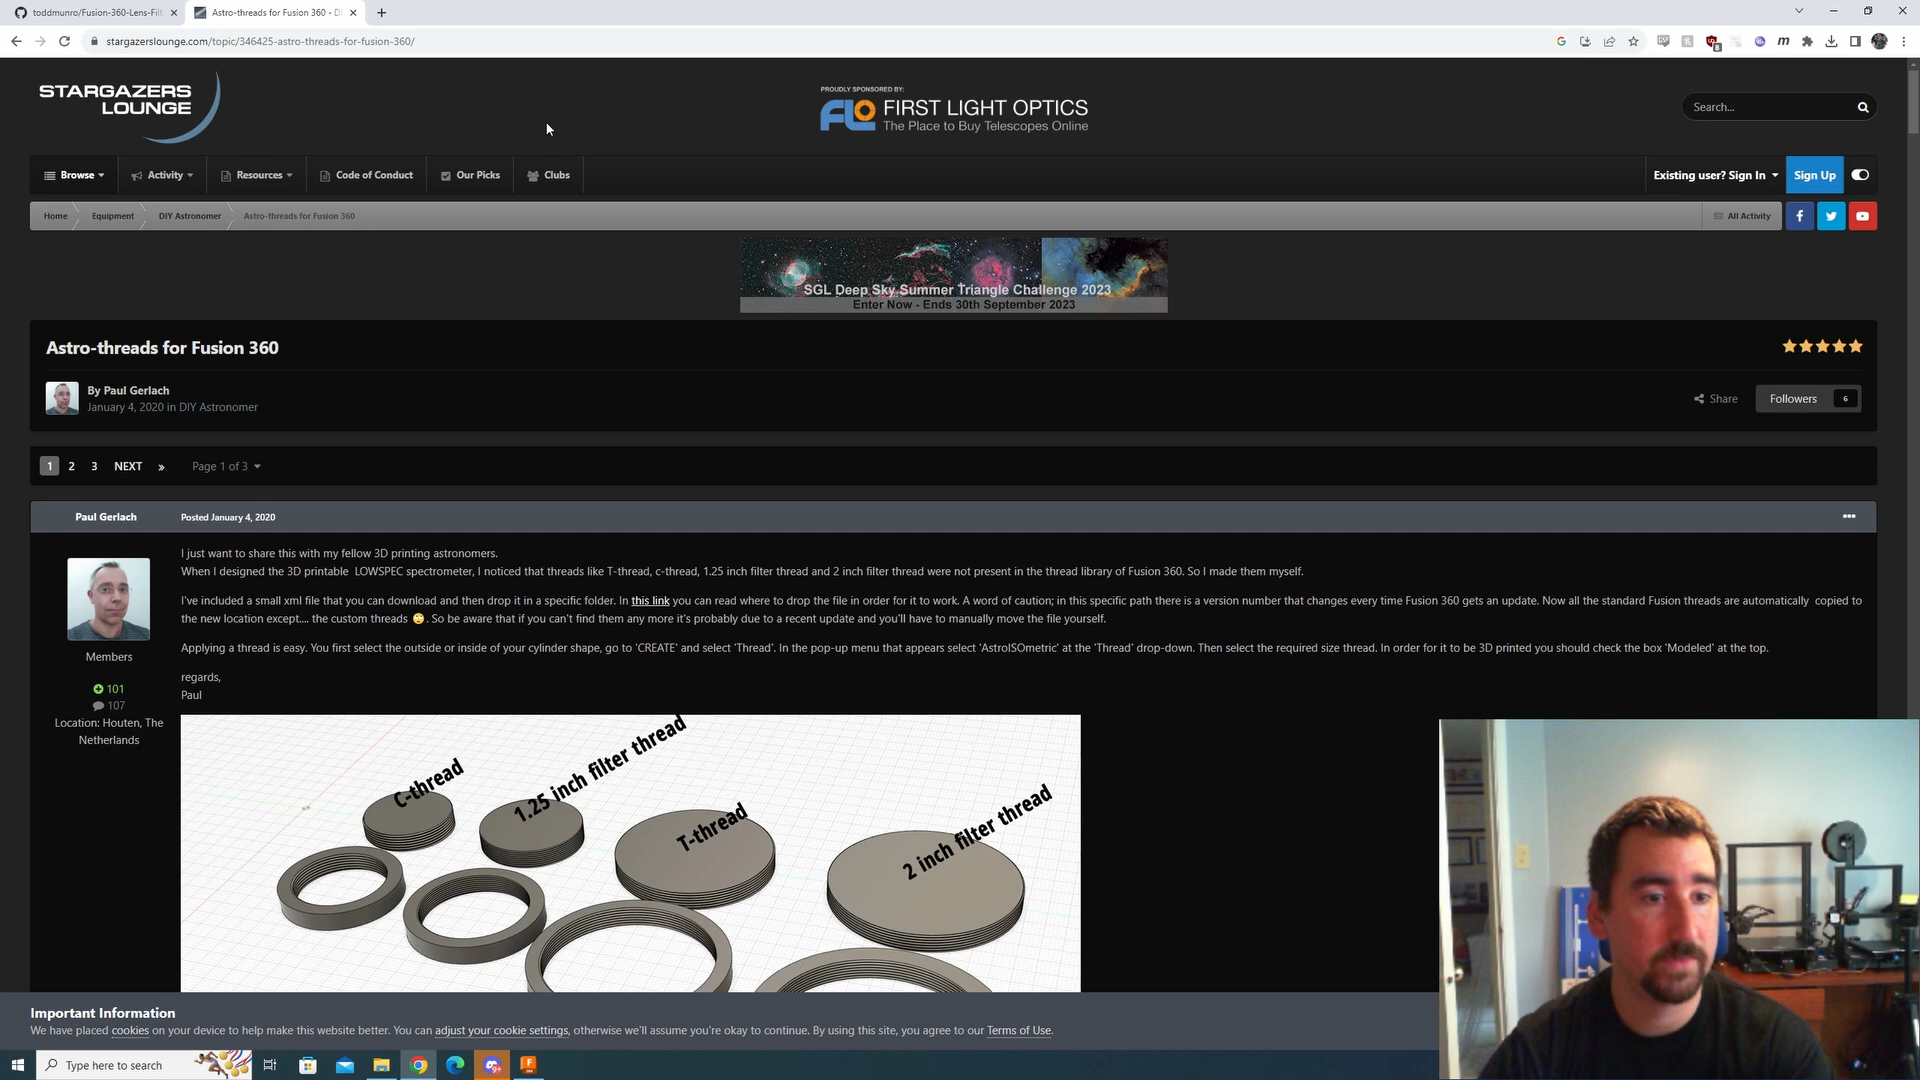 toddmunro/Fusion-360-Lens-Filt
Astro-threads for Fusion 360 - D
stargazerslounge.com/topic/346425-astro-threads-for-fusion-360/
STARGAZERS
LOUNGE
PROUDLY SPONSORED BY:
FLO FIRST LIGHT OPTICS
The Place to Buy Telescopes Online
Search...
Browse
Activity
Resources
Code of Conduct
Our Picks
Clubs
Existing user? Sign In
Sign Up
Home
Equipment
DIY Astronomer
Astro-threads for Fusion 360
All Activity
SGL Deep Sky Summer Triangle Challenge 2023
Enter Now - Ends 30th September 2023
Astro-threads for Fusion 360
By Paul Gerlach
January 4, 2020 in DIY Astronomer
Share
Followers 6
1 2 3 NEXT » Page 1 of 3
Paul Gerlach
Posted January 4, 2020
I just want to share this with my fellow 3D printing astronomers.
When I designed the 3D printable LOWSPEC spectrometer, I noticed that threads like T-thread, c-thread, 1.25 inch filter thread and 2 inch filter thread were not present in the thread library of Fusion 360. So I made them myself.
I've included a small xml file that you can download and then drop it in a specific folder. In this link you can read where to drop the file in order for it to work. A word of caution; in this specific path there is a version number that changes every time Fusion 360 gets an update. Now all the standard Fusion threads are automatically copied to
the new location except.... the custom threads 🙄. So be aware that if you can't find them any more it's probably due to a recent update and you'll have to manually move the file yourself.
Applying a thread is easy. You first select the outside or inside of your cylinder shape, go to 'CREATE' and select 'Thread'. In the pop-up menu that appears select 'AstroISOmetric' at the 'Thread' drop-down. Then select the required size thread. In order for it to be 3D printed you should check the box 'Modeled' at the top.
regards,
Paul
Members
101
107
Location: Houten, The
Netherlands
C-thread
1.25 inch filter thread
T-thread
2 inch filter thread
Important Information
We have placed cookies on your device to help make this website better. You can adjust your cookie settings, otherwise we'll assume you're okay to continue. By using this site, you agree to our Terms of Use.
Type here to search